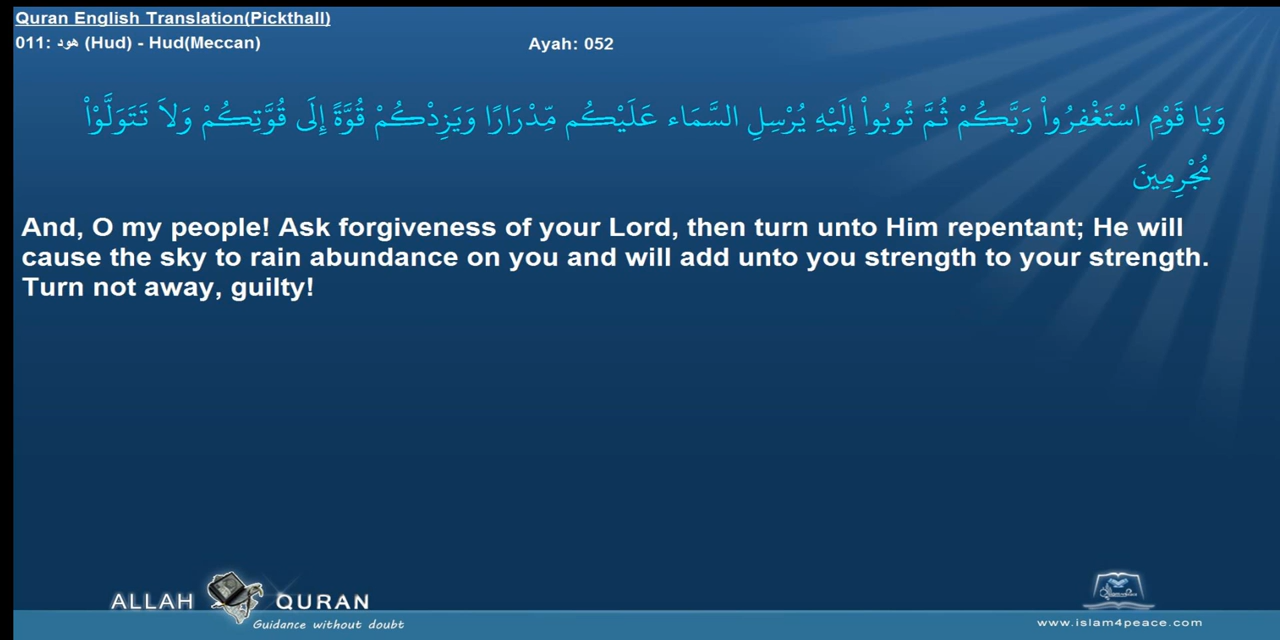 Quran English Translation(Pickthall)
011: هود (Hud) - Hud(Meccan)
Ayah: 052
وَيَا قَوْمِ اسْتَغْفِرُواْ رَبَّكُمْ ثُمَّ تُوبُواْ إِلَيْهِ يُرْسِلِ السَّمَاء عَلَيْكُم مِّدْرَارًا وَيَزِدْكُمْ قُوَّةً إِلَى قُوَّتِكُمْ وَلاَ تَتَوَلَّوْاْ
مُجْرِمِينَ
And, O my people! Ask forgiveness of your Lord, then turn unto Him repentant; He will
cause the sky to rain abundance on you and will add unto you strength to your strength.
Turn not away, guilty!
ALLAH QURAN
Guidance without doubt
www.islam4peace.com